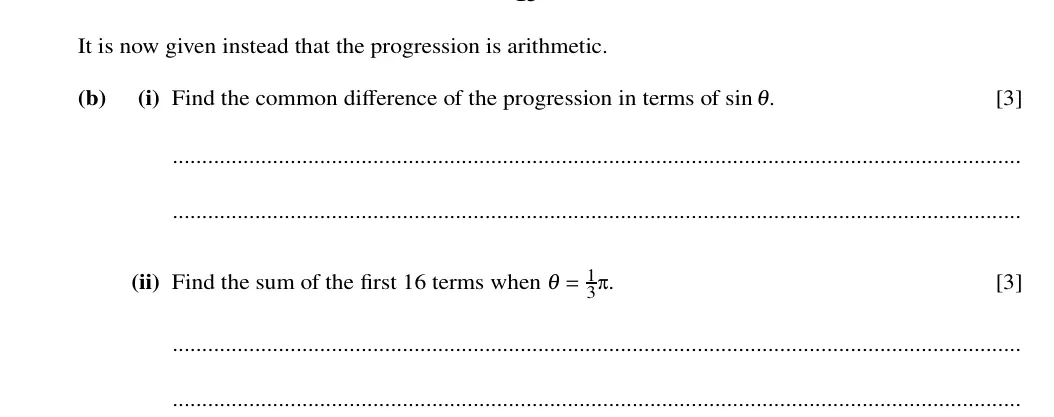 It is now given instead that the progression is arithmetic.
(b) (i) Find the common difference of the progression in terms of sin θ. [3]
(ii) Find the sum of the first 16 terms when θ = 1/3π. [3]